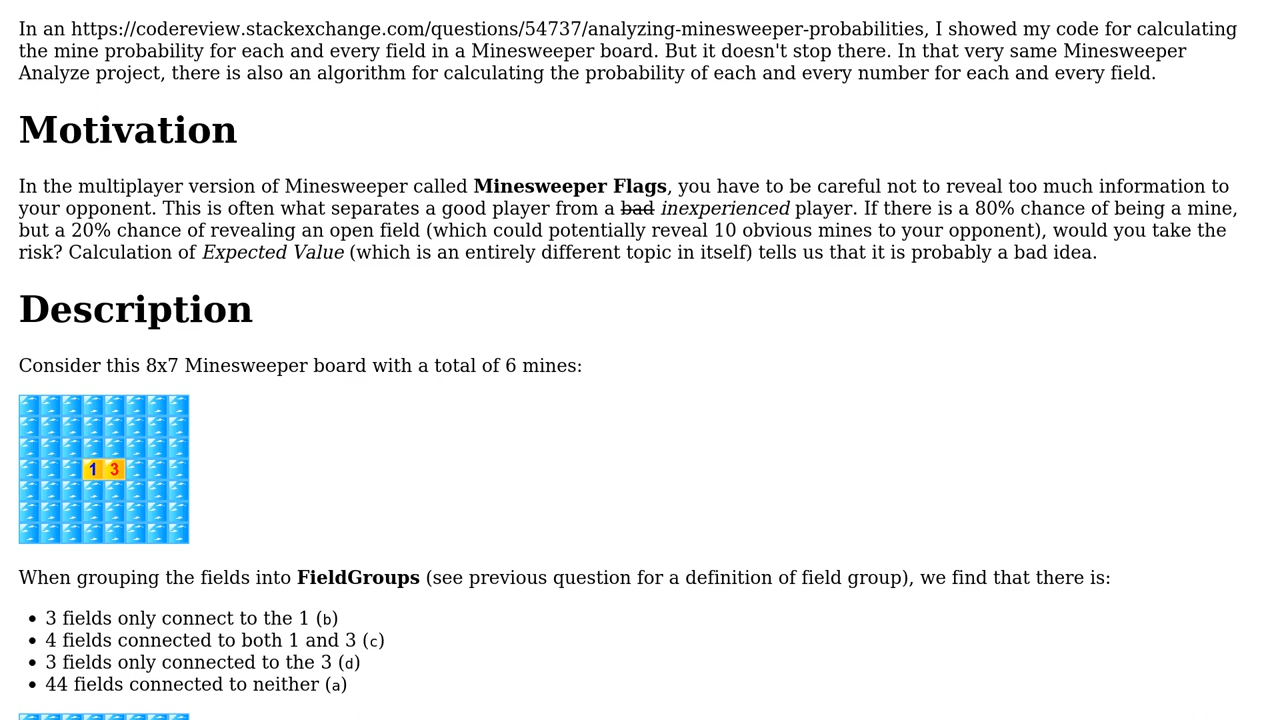 In an https://codereview.stackexchange.com/questions/54737/analyzing-minesweeper-probabilities, I showed my code for calculating
the mine probability for each and every field in a Minesweeper board. But it doesn't stop there. In that very same Minesweeper
Analyze project, there is also an algorithm for calculating the probability of each and every number for each and every field.
Motivation
In the multiplayer version of Minesweeper called Minesweeper Flags, you have to be careful not to reveal too much information to
your opponent. This is often what separates a good player from a bad inexperienced player. If there is a 80% chance of being a mine,
but a 20% chance of revealing an open field (which could potentially reveal 10 obvious mines to your opponent), would you take the
risk? Calculation of Expected Value (which is an entirely different topic in itself) tells us that it is probably a bad idea.
Description
Consider this 8x7 Minesweeper board with a total of 6 mines:
1 3
When grouping the fields into FieldGroups (see previous question for a definition of field group), we find that there is:
• 3 fields only connect to the 1 (b)
• 4 fields connected to both 1 and 3 (c)
• 3 fields only connected to the 3 (d)
• 44 fields connected to neither (a)